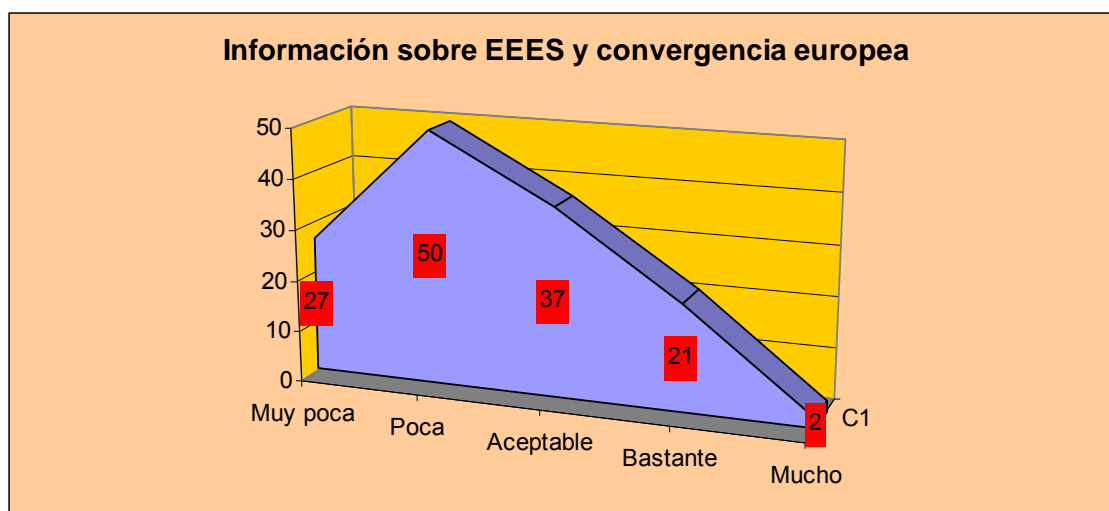 Información sobre EEES y convergencia europea
50
40
30
20
10
0
27
50
37
21
2
Muy poca
Poca
Aceptable
Bastante
Mucho
C1